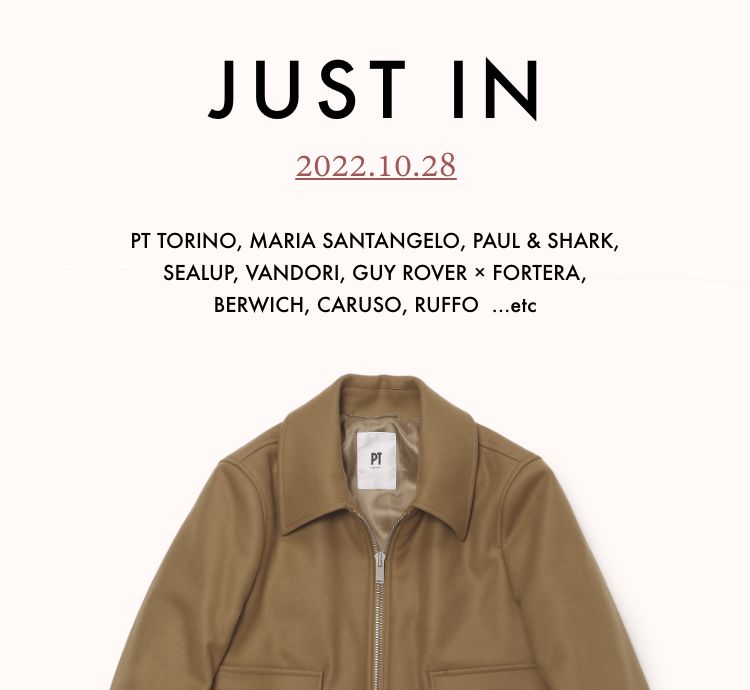 JUST IN
2022.10.28
PT TORINO, MARIA SANTANGELO, PAUL & SHARK,
SEALUP, VANDORI, GUY ROVER × FORTERA,
BERWICH, CARUSO, RUFFO ...etc
PT